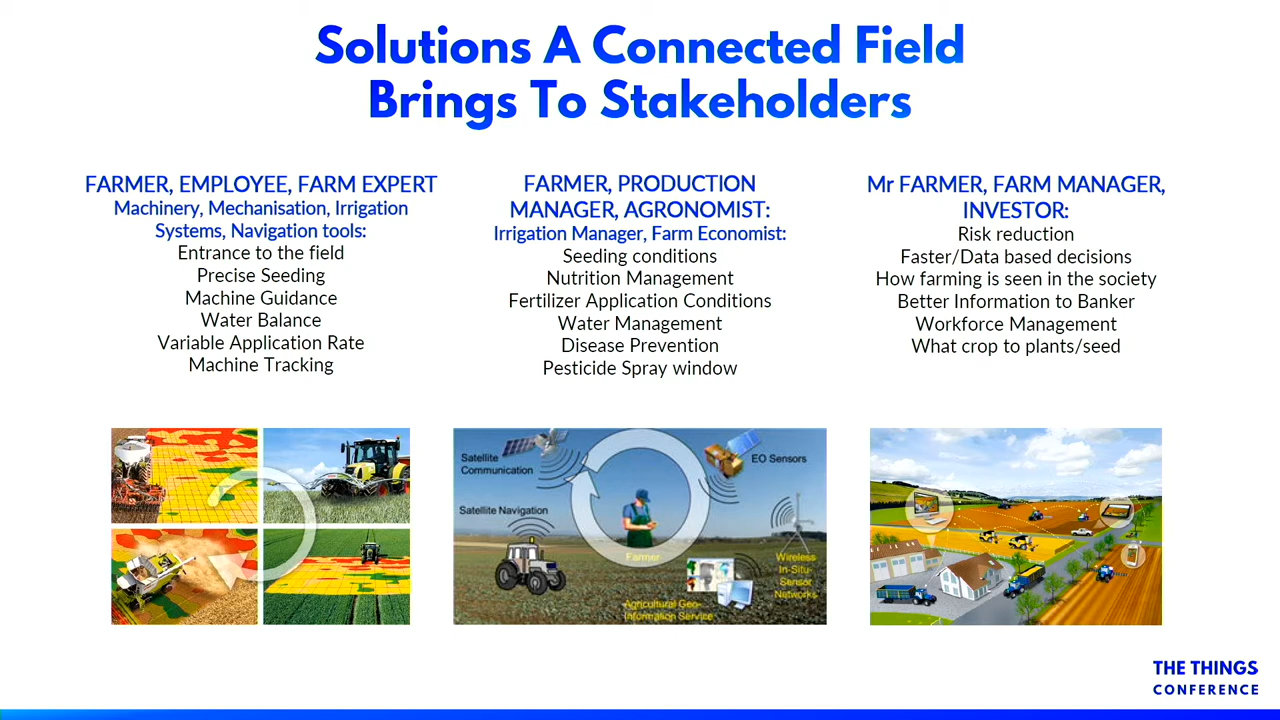 Solutions A Connected Field
Brings To Stakeholders
FARMER, EMPLOYEE, FARM EXPERT
Machinery, Mechanisation, Irrigation
Systems, Navigation tools:
Entrance to the field
Precise Seeding
Machine Guidance
Water Balance
Variable Application Rate
Machine Tracking
FARMER, PRODUCTION
MANAGER, AGRONOMIST:
Irrigation Manager, Farm Economist:
Seeding conditions
Nutrition Management
Fertilizer Application Conditions
Water Management
Disease Prevention
Pesticide Spray window
Mr FARMER, FARM MANAGER,
INVESTOR:
Risk reduction
Faster/Data based decisions
How farming is seen in the society
Better Information to Banker
Workforce Management
What crop to plants/seed
Satellite
Communication
EO Sensors
Satellite Navigation
Farmer
Wireless
In-Situ-
Sensor
Networks
Agricultural Geo-
Information Service
THE THINGS
CONFERENCE